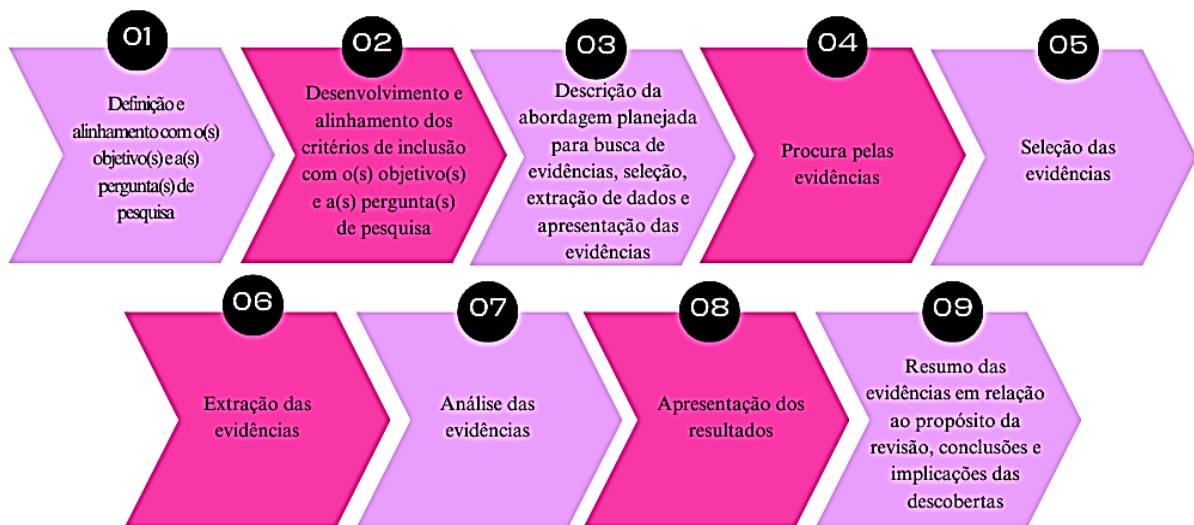 01
Definição e
alinhamento com o(s)
objetivo(s) e a(s)
pergunta(s) de
pesquisa
02
Desenvolvimento e
alinhamento dos
critérios de inclusão
com o(s) objetivo(s)
e a(s) pergunta(s)
de pesquisa
03
Descrição da
abordagem planejada
para busca de
evidências, seleção,
extração de dados e
apresentação das
evidências
04
Procura pelas
evidências
05
Seleção das
evidências
06
Extração das
evidências
07
Análise das
evidências
08
Apresentação dos
resultados
09
Resumo das
evidências em relação
ao propósito da
revisão, conclusões e
implicações das
descobertas